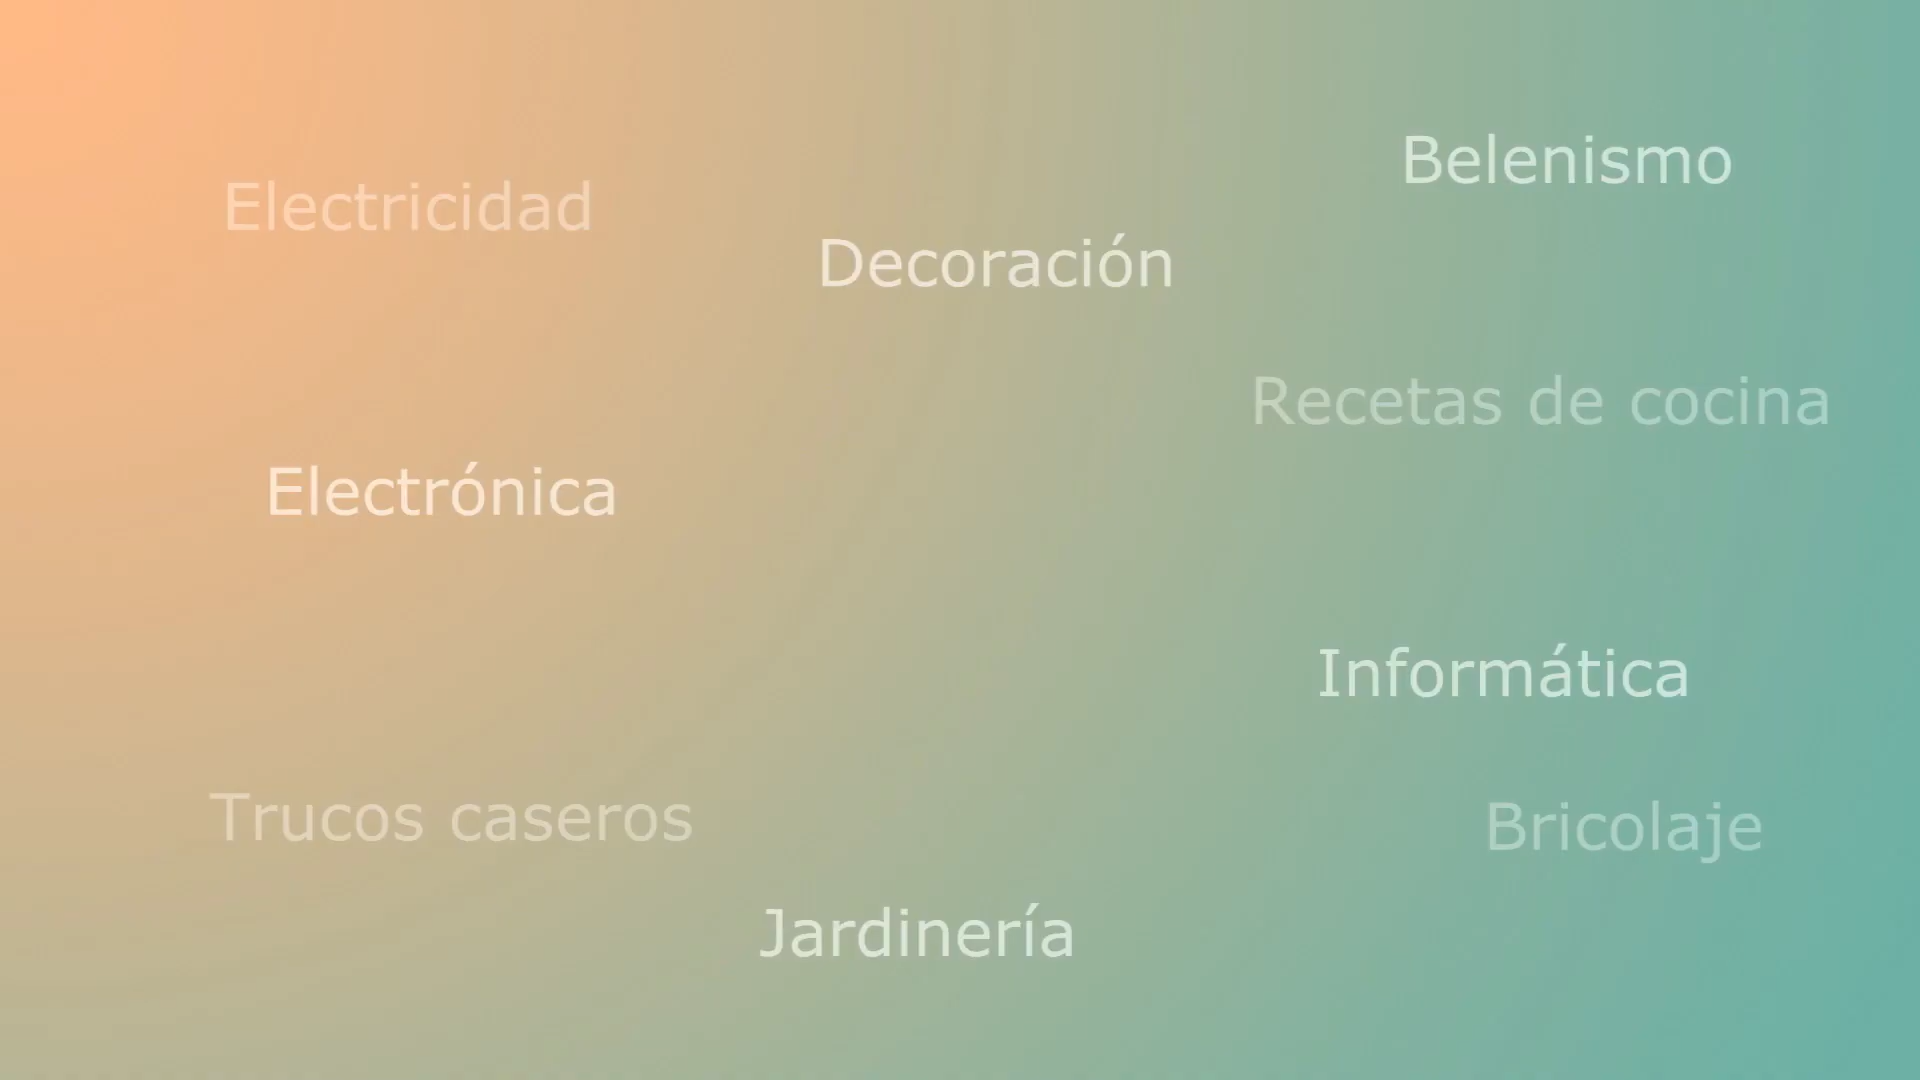 Belenismo
Electricidad
Decoración
Recetas de cocina
Electrónica
Informática
Trucos caseros
Bricolaje
Jardinería